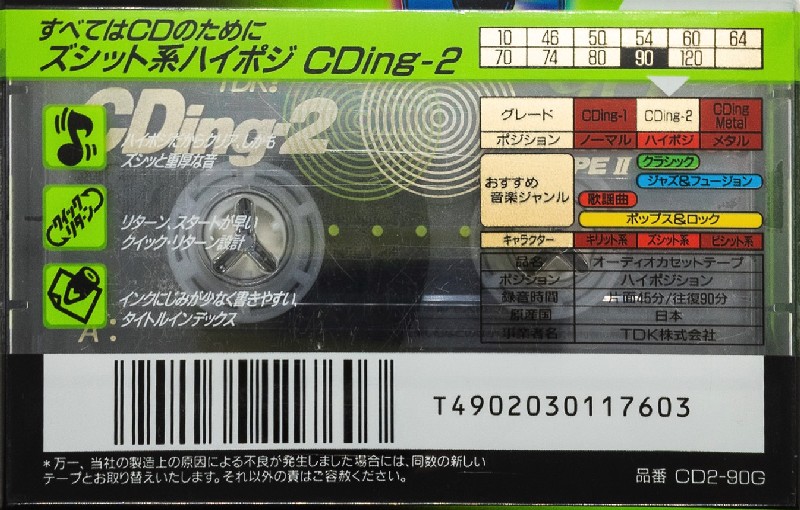 すべてはCDのために
ズシット系ハイポジ CDing-2
10 46 50 54 60 64
70 74 80 90 120
TDK.
CDing-2
ハイポジだからクリア、しかも
ズシッと重厚な音
クイックリターン
リターン、スタートが早い
クイック・リターン設計
インクにじみが少なく書きやすい、
タイトルインデックス
A:
PE II
グレード CDing-1 CDing-2 CDing Metal
ポジション ノーマル ハイポジ メタル
おすすめ
音楽ジャンル
クラシック
ジャズ&フュージョン
歌謡曲
ポップス&ロック
キャラクター キリット系 ズシット系 ビシット系
品名 オーディオカセットテープ
ポジション ハイポジション
録音時間 片面45分/往復90分
原産国 日本
事業者名 TDK株式会社
T4902030117603
*万一、当社の製造上の原因による不良が発生しました場合には、同数の新しい
テープとお取り替えいたします。それ以外の責はご容赦ください。
品番 CD2-90G